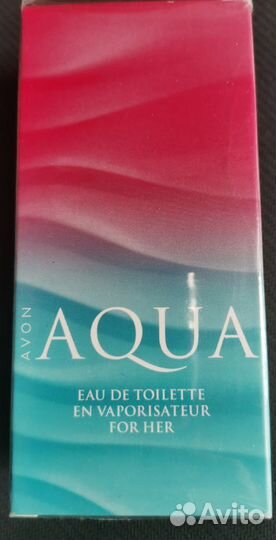 AVON
AQUA
EAU DE TOILETTE
EN VAPORISATEUR
FOR HER
Avito